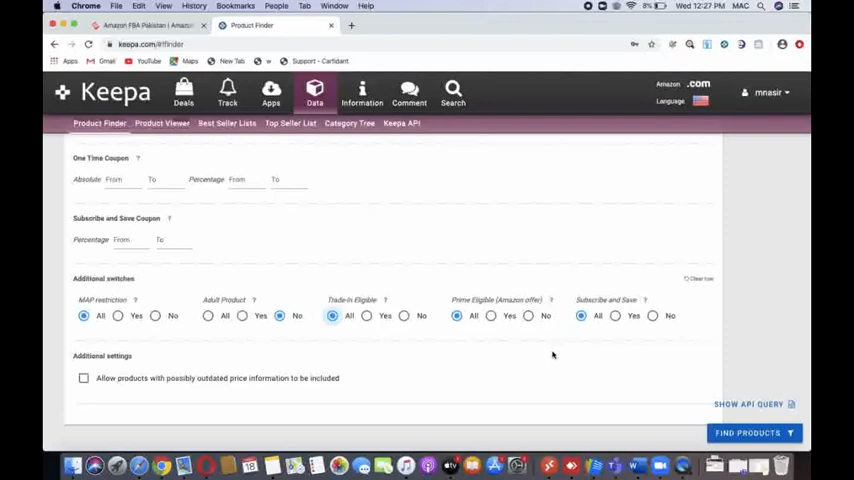 Chrome File Edit View History Bookmarks People Tab Window Help 8% Wed 12:27 PM MAC
Amazon FBA Pakistan | Amazon Product Finder
keepa.com/#!finder
Apps Gmail YouTube Maps New Tab w Support - Carfidant
Keepa Deals Track Apps Data Information Comment Search Amazon .com Language mnasir
Product Finder Product Viewer Best Seller Lists Top Seller List Category Tree Keepa API
One Time Coupon ?
Absolute From To Percentage From To
Subscribe and Save Coupon ?
Percentage From To
Additional switches Clear row
MAP restriction ? Adult Product ? Trade-In Eligible ? Prime Eligible (Amazon offer) ? Subscribe and Save ?
All Yes No All Yes No All Yes No All Yes No All Yes No
Additional settings
Allow products with possibly outdated price information to be included
SHOW API QUERY
FIND PRODUCTS
18